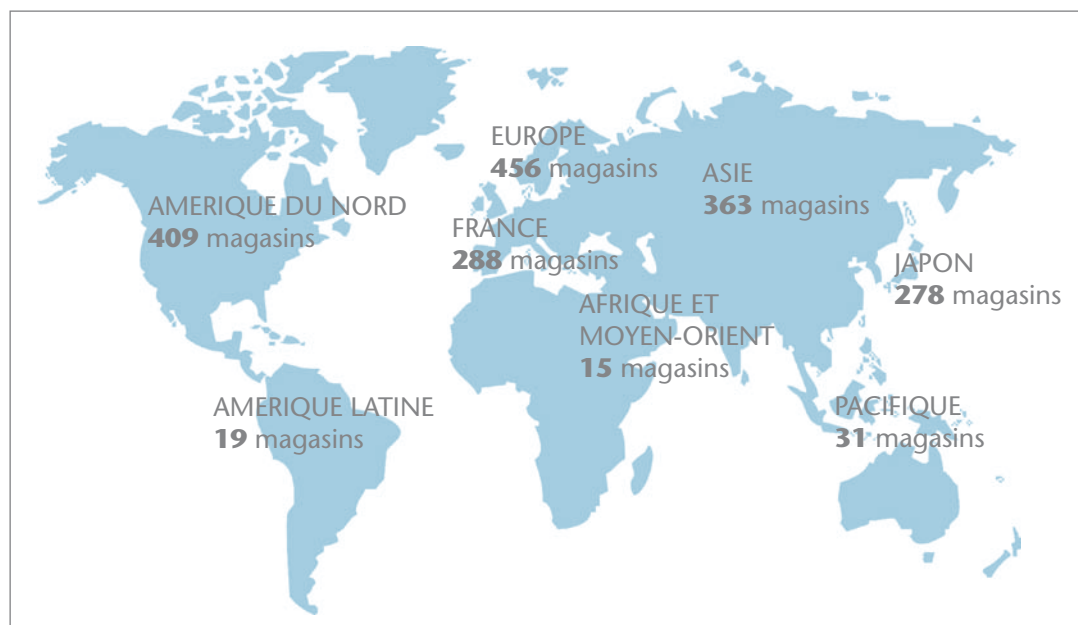 EUROPE
456 magasins
ASIE
363 magasins
AMERIQUE DU NORD
409 magasins
FRANCE
288 magasins
JAPON
278 magasins
AFRIQUE ET
MOYEN-ORIENT
15 magasins
AMERIQUE LATINE
19 magasins
PACIFIQUE
31 magasins